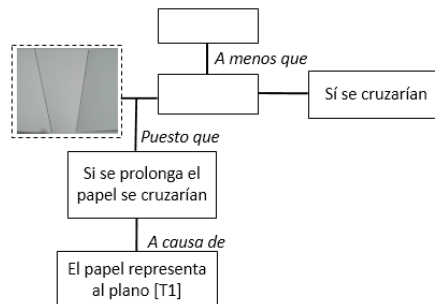 A menos que
Sí se cruzarían
Puesto que
Si se prolonga el
papel se cruzarían
A causa de
El papel representa
al plano [T1]